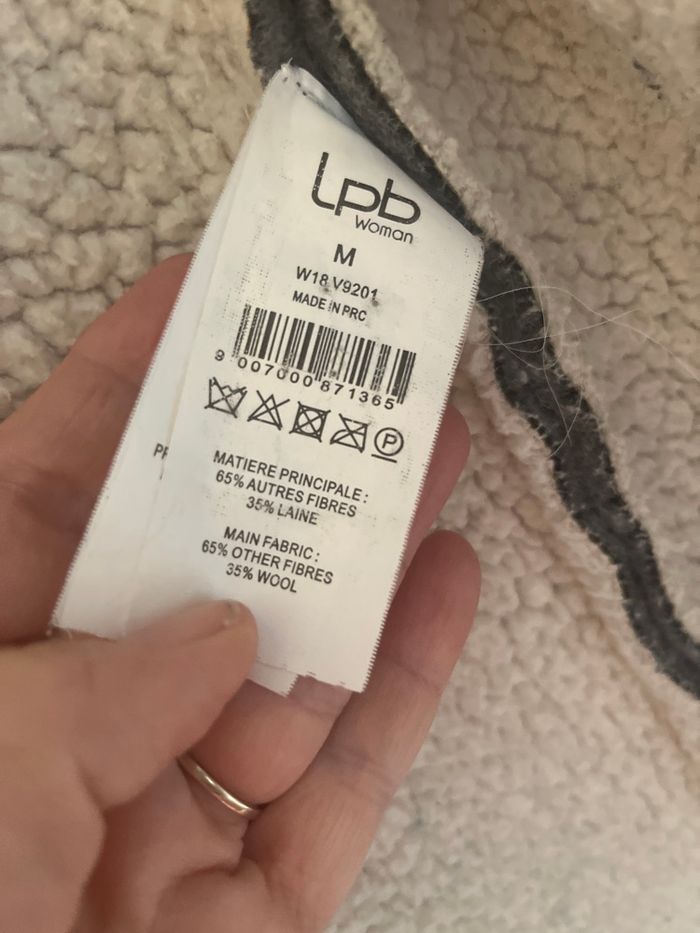 Lpb
Woman
M
W18 V9201
MADE IN PRC
9 007000 871365
P
MATIERE PRINCIPALE :
65% AUTRES FIBRES
35% LAINE
MAIN FABRIC :
65% OTHER FIBRES
35% WOOL